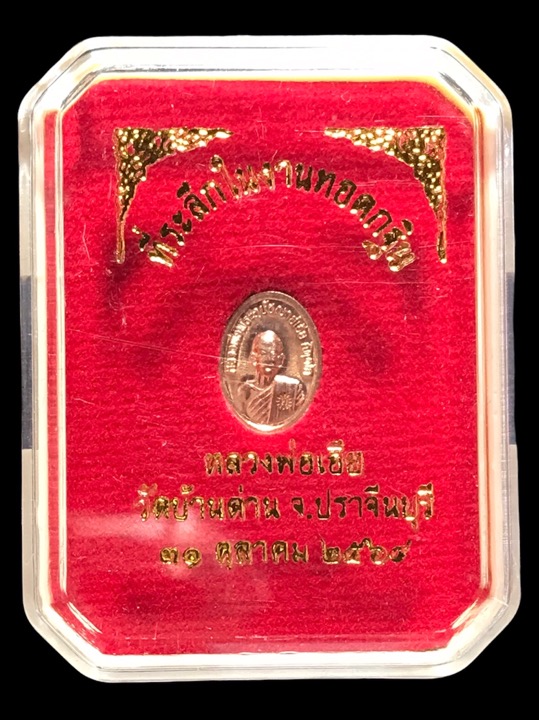 ที่ระลึกในงานทอดกฐิน
หลวงพ่อเอีย
วัดบ้านด่าน จ.ปราจีนบุรี
๓๑ ตุลาคม ๒๕๑๙